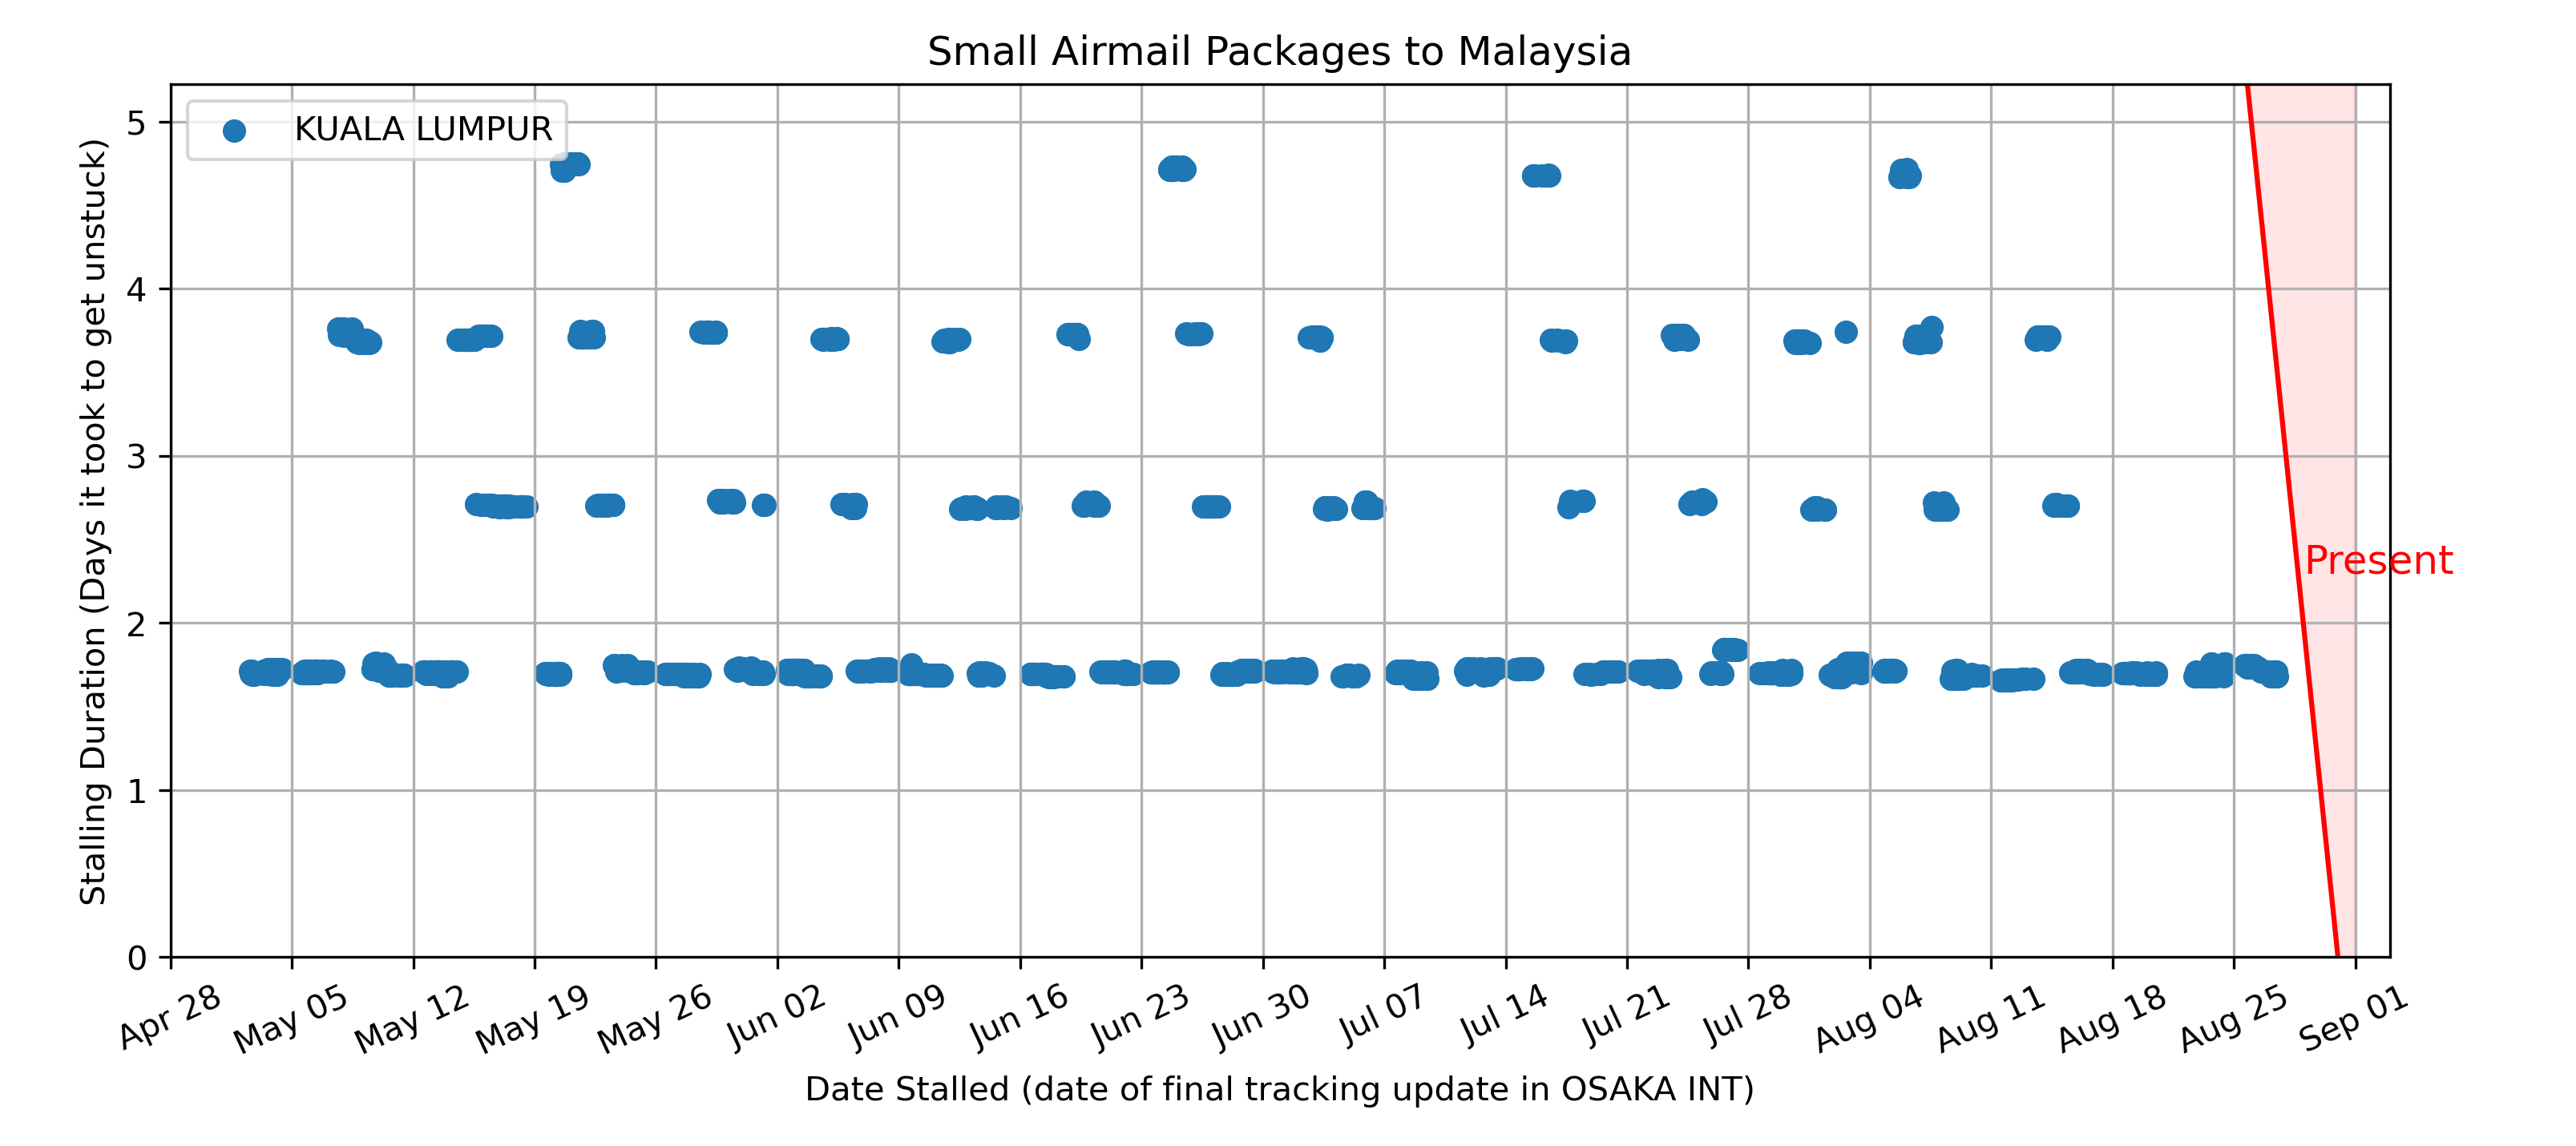 Small Airmail Packages to Malaysia
KUALA LUMPUR
Stalling Duration (Days it took to get unstuck)
5
4
3
2
1
0
Present
Apr 28
May 05
May 12
May 19
May 26
Jun 02
Jun 09
Jun 16
Jun 23
Jun 30
Jul 07
Jul 14
Jul 21
Jul 28
Aug 04
Aug 11
Aug 18
Aug 25
Sep 01
Date Stalled (date of final tracking update in OSAKA INT)